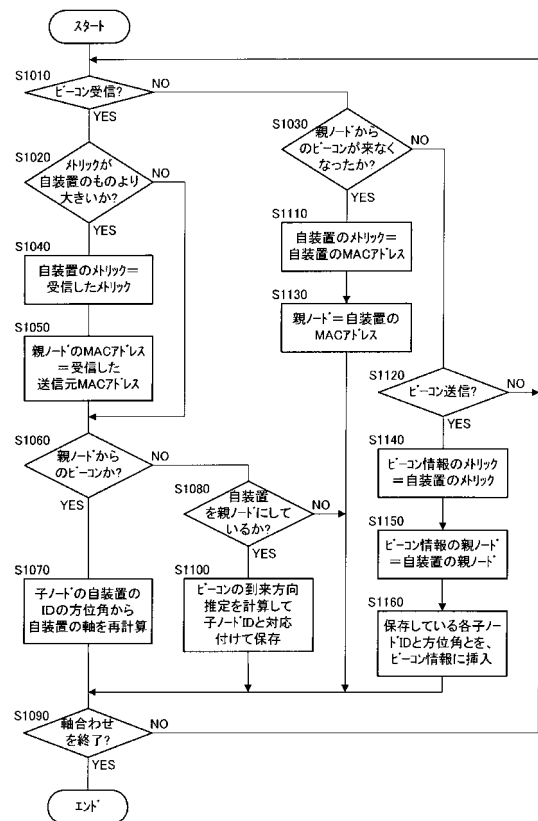 スタート
S1010
ビーコン受信?
NO
YES
S1020
メトリックが
自装置のものより
大きいか?
NO
YES
S1040
自装置のメトリック=
受信したメトリック
S1050
親ノードのMACアドレス
=受信した
送信元MACアドレス
S1030
親ノードから
のビーコンが来なく
なったか?
NO
YES
S1110
自装置のメトリック=
自装置のMACアドレス
S1130
親ノード=自装置の
MACアドレス
S1120
ビーコン送信?
NO
YES
S1140
ビーコン情報のメトリック
=自装置のメトリック
S1150
ビーコン情報の親ノード
=自装置の親ノード
S1160
保存している各子ノー
ドIDと方位角とを、
ビーコン情報に挿入
S1060
親ノードから
のビーコンか?
NO
YES
S1080
自装置
を親ノードにして
いるか?
NO
YES
S1070
子ノードの自装置の
IDの方位角から
自装置の軸を再計算
S1100
ビーコンの到来方向
推定を計算して
子ノードIDと対応
付けて保存
S1090
軸合わせ
を終了?
NO
YES
エンド